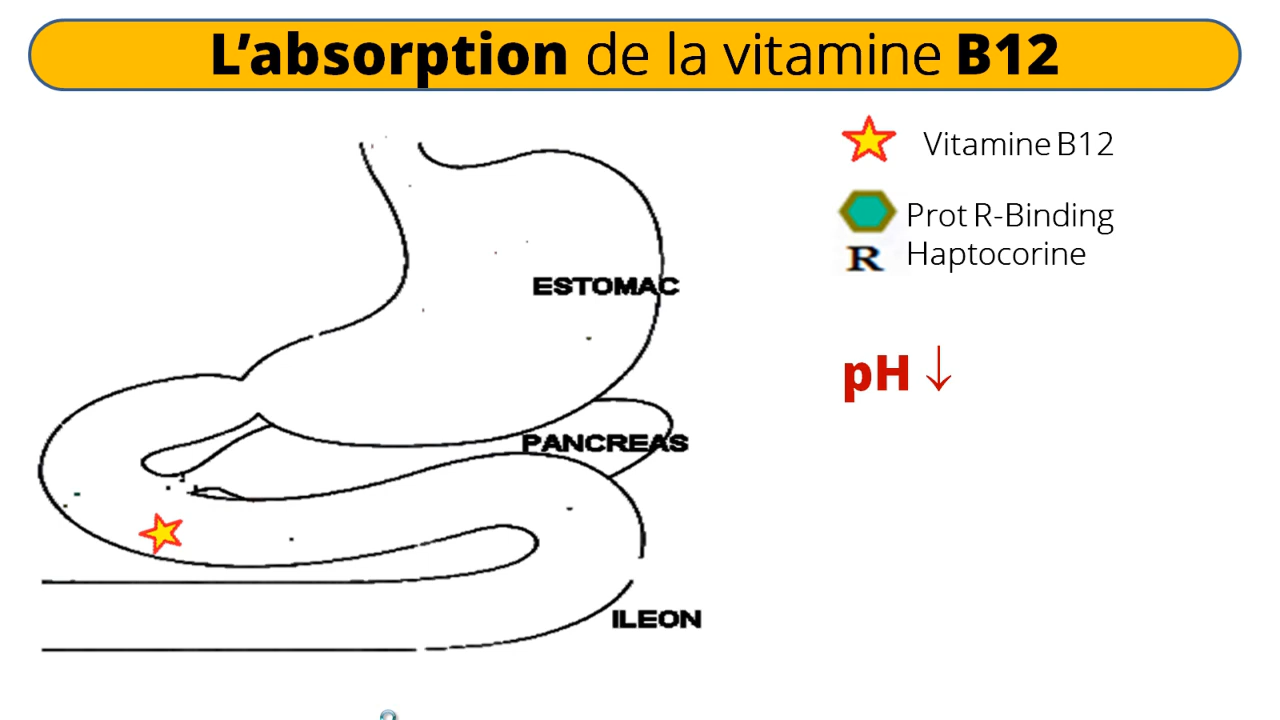 L’absorption de la vitamine B12
Vitamine B12
Prot R-Binding
R
Haptocorine
ESTOMAC
pH ↓
PANCREAS
ILEON